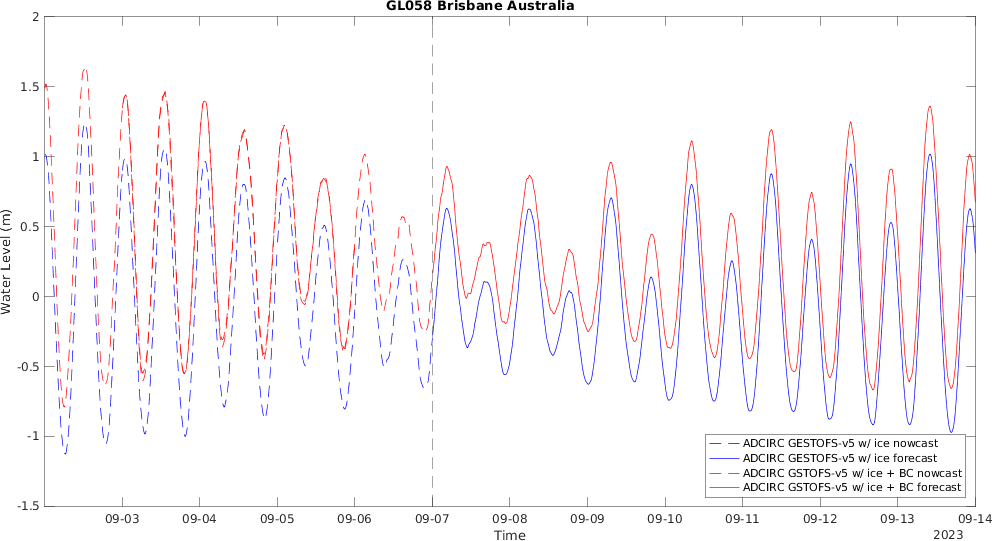 GL058 Brisbane Australia
2
1.5
1
0.5
0
-0.5
-1
-1.5
Water Level (m)
ADCIRC GESTOFS-v5 w/ ice nowcast
ADCIRC GESTOFS-v5 w/ ice forecast
ADCIRC GSTOFS-v5 w/ ice + BC nowcast
ADCIRC GSTOFS-v5 w/ ice + BC forecast
09-03 09-04 09-05 09-06 09-07 09-08 09-09 09-10 09-11 09-12 09-13 09-14
Time
2023